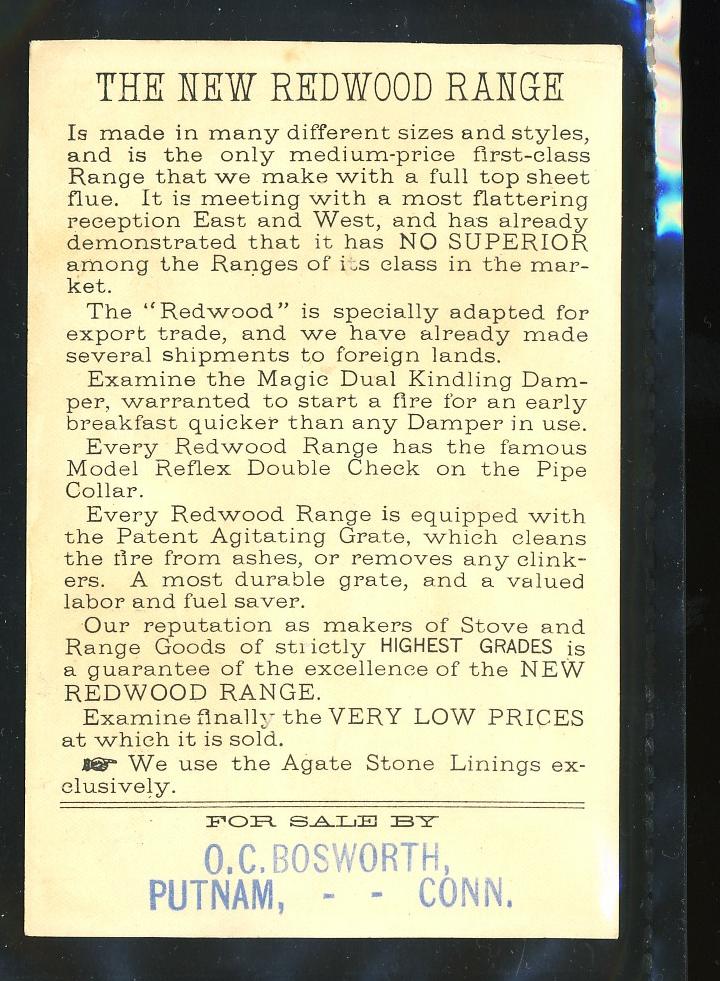 THE NEW REDWOOD RANGE
Is made in many different sizes and styles,
and is the only medium-price first-class
Range that we make with a full top sheet
flue. It is meeting with a most flattering
reception East and West, and has already
demonstrated that it has NO SUPERIOR
among the Ranges of its class in the mar-
ket.
The "Redwood" is specially adapted for
export trade, and we have already made
several shipments to foreign lands.
Examine the Magic Dual Kindling Dam-
per, warranted to start a fire for an early
breakfast quicker than any Damper in use.
Every Redwood Range has the famous
Model Reflex Double Check on the Pipe
Collar.
Every Redwood Range is equipped with
the Patent Agitating Grate, which cleans
the fire from ashes, or removes any clink-
ers. A most durable grate, and a valued
labor and fuel saver.
Our reputation as makers of Stove and
Range Goods of strictly HIGHEST GRADES is
a guarantee of the excellence of the NEW
REDWOOD RANGE.
Examine finally the VERY LOW PRICES
at which it is sold.
☞ We use the Agate Stone Linings ex-
clusively.
FOR SALE BY
O.C. BOSWORTH,
PUTNAM, - - CONN.